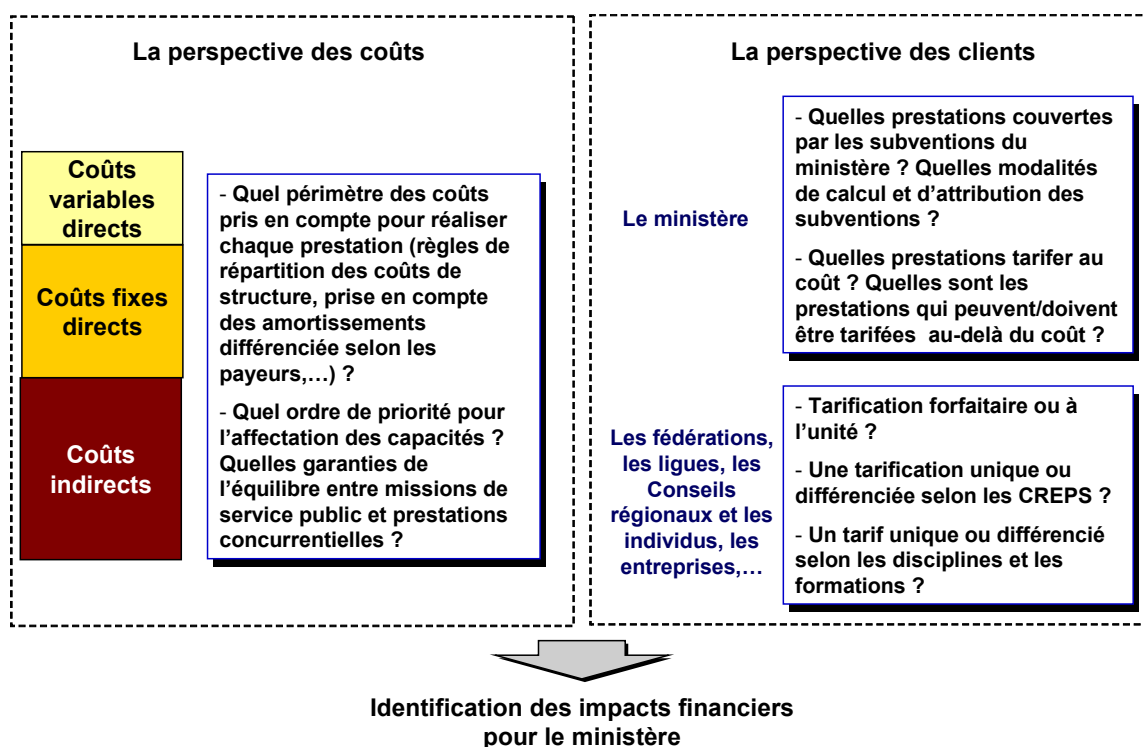 La perspective des coûts
Coûts
variables
directs
Coûts fixes
directs
Coûts
indirects
- Quel périmètre des coûts
pris en compte pour réaliser
chaque prestation (règles de
répartition des coûts de
structure, prise en compte
des amortissements
différenciée selon les
payeurs,…) ?
- Quel ordre de priorité pour
l’affectation des capacités ?
Quelles garanties de
l’équilibre entre missions de
service public et prestations
concurrentielles ?
La perspective des clients
Le ministère
- Quelles prestations couvertes
par les subventions du
ministère ? Quelles modalités
de calcul et d’attribution des
subventions ?
- Quelles prestations tarifer au
coût ? Quelles sont les
prestations qui peuvent/doivent
être tarifées au-delà du coût ?
Les fédérations,
les ligues, les
Conseils
régionaux et les
individus, les
entreprises,…
- Tarification forfaitaire ou à
l’unité ?
- Une tarification unique ou
différenciée selon les CREPS ?
- Un tarif unique ou différencié
selon les disciplines et les
formations ?
Identification des impacts financiers
pour le ministère